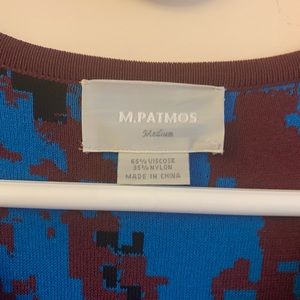 M.PATMOS
Medium
65% VISCOSE
35% NYLON
MADE IN CHINA